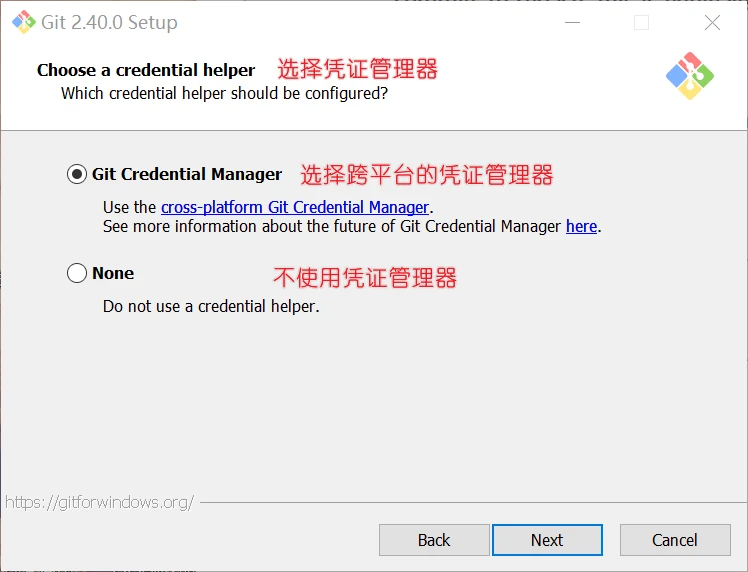 Git 2.40.0 Setup
Choose a credential helper 选择凭证管理器
Which credential helper should be configured?
Git Credential Manager 选择跨平台的凭证管理器
Use the cross-platform Git Credential Manager.
See more information about the future of Git Credential Manager here.
None 不使用凭证管理器
Do not use a credential helper.
https://gitforwindows.org/
Back Next Cancel